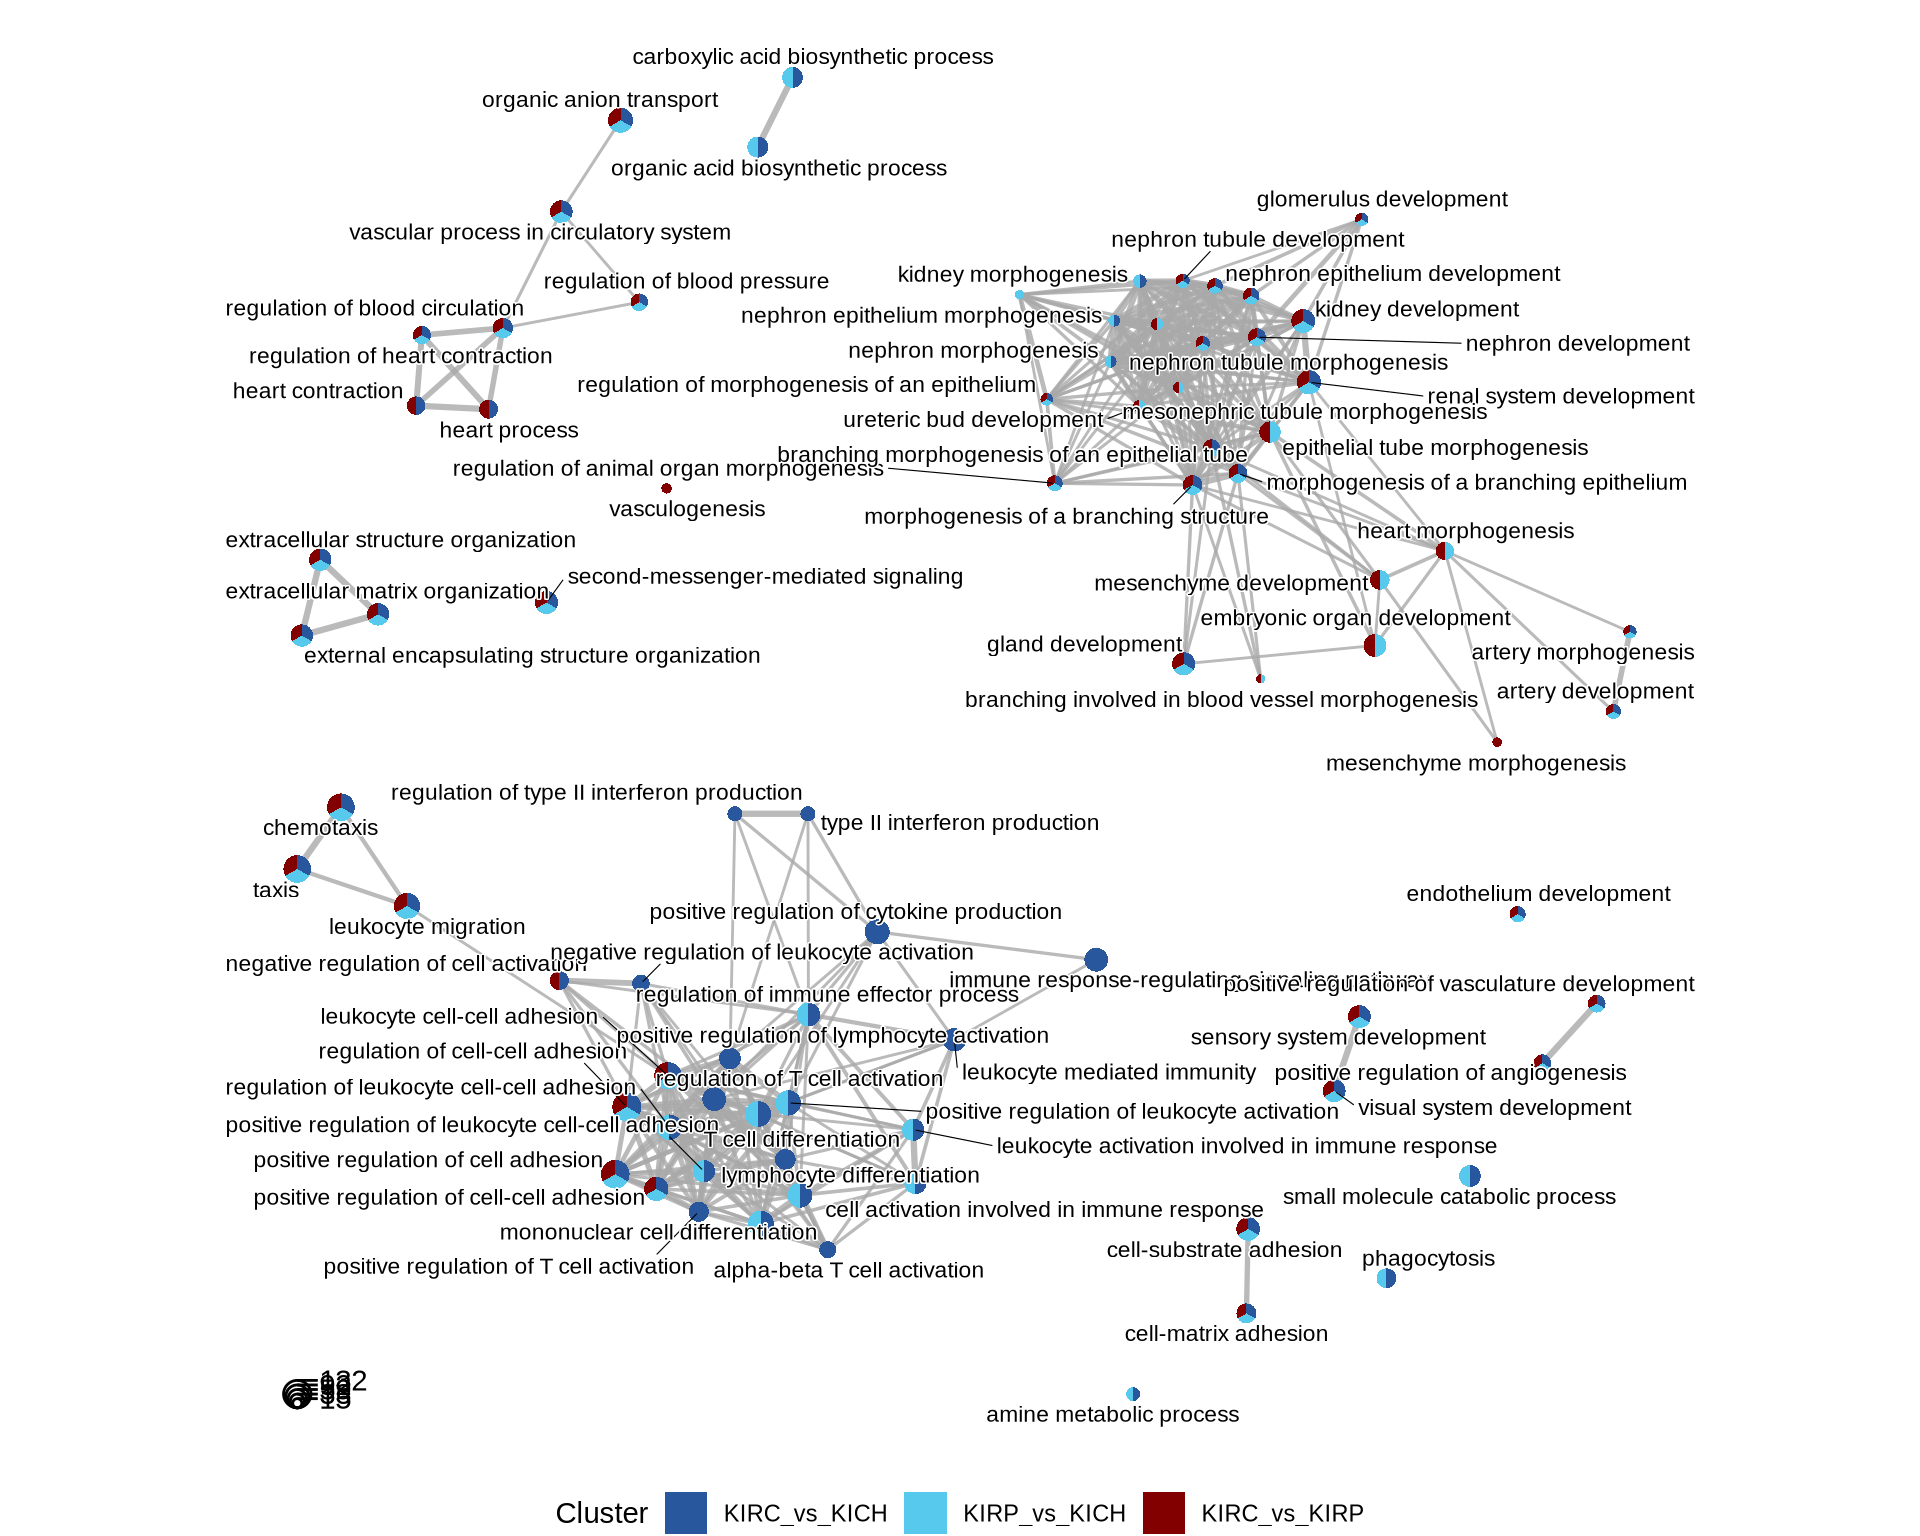 carboxylic acid biosynthetic process
organic anion transport
organic acid biosynthetic process
glomerulus development
vascular process in circulatory system
nephron tubule development
kidney morphogenesis
nephron epithelium development
regulation of blood pressure
regulation of blood circulation
kidney development
nephron epithelium morphogenesis
nephron development
nephron morphogenesis
regulation of heart contraction
nephron tubule morphogenesis
regulation of morphogenesis of an epithelium
heart contraction
renal system development
mesonephric tubule morphogenesis
ureteric bud development
heart process
epithelial tube morphogenesis
branching morphogenesis of an epithelial tube
regulation of animal organ morphogenesis
morphogenesis of a branching epithelium
vasculogenesis
morphogenesis of a branching structure
heart morphogenesis
extracellular structure organization
second-messenger-mediated signaling
mesenchyme development
extracellular matrix organization
embryonic organ development
gland development
artery morphogenesis
external encapsulating structure organization
artery development
branching involved in blood vessel morphogenesis
mesenchyme morphogenesis
regulation of type II interferon production
type II interferon production
chemotaxis
taxis
endothelium development
positive regulation of cytokine production
leukocyte migration
negative regulation of leukocyte activation
negative regulation of cell activation
immune response-regulating signaling pathway
positive regulation of vasculature development
regulation of immune effector process
leukocyte cell-cell adhesion
positive regulation of lymphocyte activation
sensory system development
regulation of cell-cell adhesion
leukocyte mediated immunity
positive regulation of angiogenesis
regulation of T cell activation
regulation of leukocyte cell-cell adhesion
positive regulation of leukocyte activation
visual system development
positive regulation of leukocyte cell-cell adhesion
T cell differentiation
leukocyte activation involved in immune response
positive regulation of cell adhesion
lymphocyte differentiation
positive regulation of cell-cell adhesion
small molecule catabolic process
cell activation involved in immune response
mononuclear cell differentiation
cell-substrate adhesion
phagocytosis
positive regulation of T cell activation
alpha-beta T cell activation
cell-matrix adhesion
132
15
amine metabolic process
Cluster
KIRC_vs_KICH
KIRP_vs_KICH
KIRC_vs_KIRP